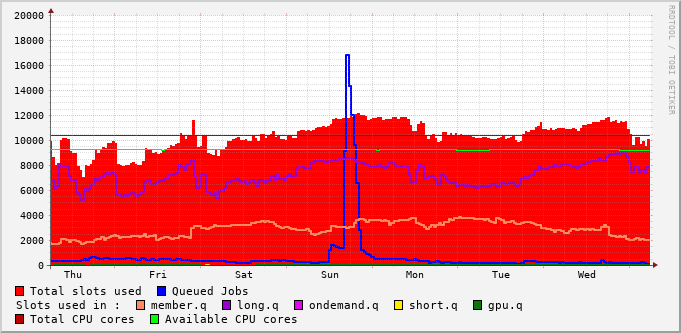 20000
18000
16000
14000
12000
10000
8000
6000
4000
2000
0
Thu Fri Sat Sun Mon Tue Wed
Total slots used Queued Jobs
Slots used in : member.q long.q ondemand.q short.q gpu.q
Total CPU cores Available CPU cores
RRDTOOL / TOBI OETIKER